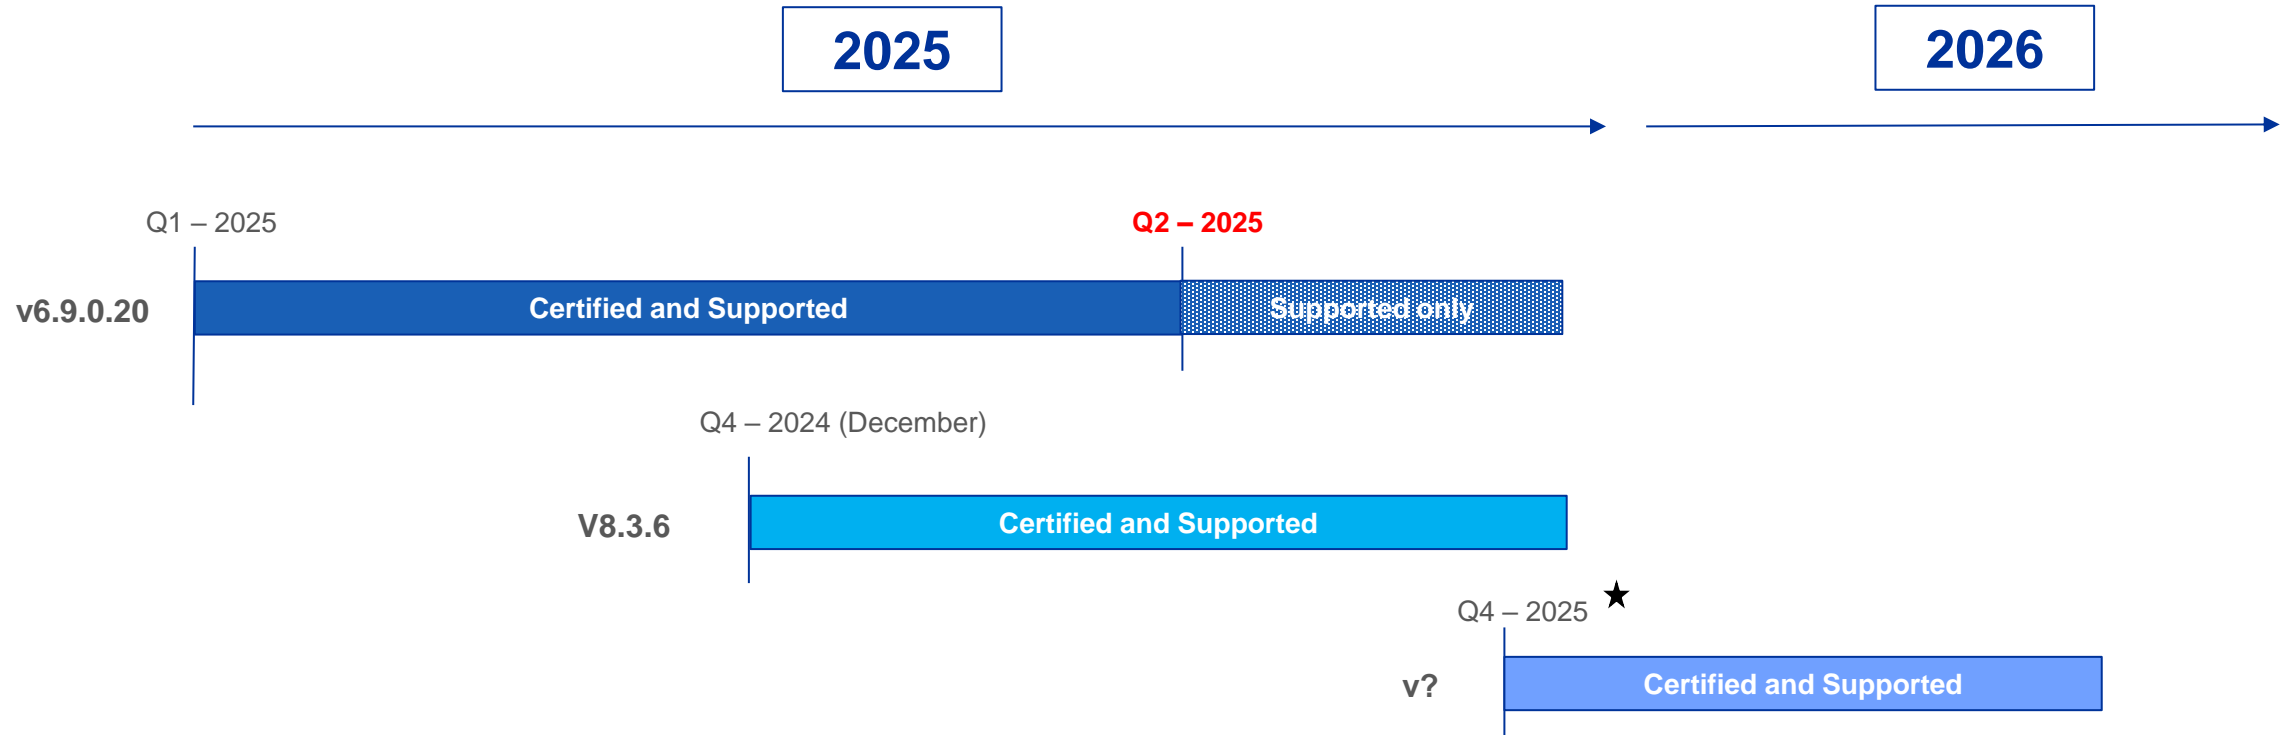 2025
2026
Q1 – 2025
Q2 – 2025
v6.9.0.20
Certified and Supported
Supported only
Q4 – 2024 (December)
V8.3.6
Certified and Supported
Q4 – 2025
v?
Certified and Supported